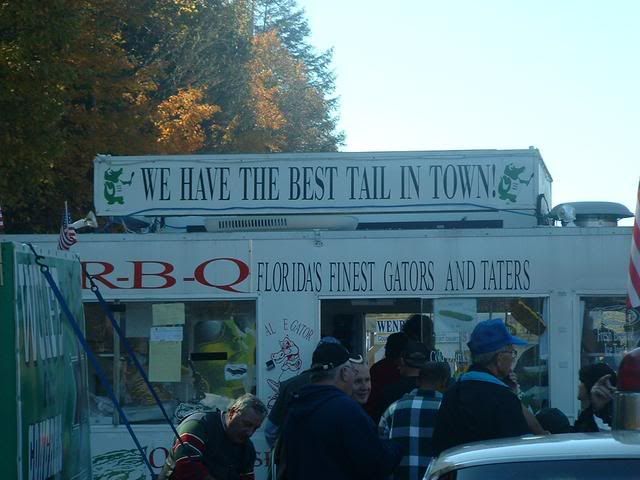 WE HAVE THE BEST TAIL IN TOWN!
R-B-Q FLORIDA'S FINEST GATORS AND TATERS
AL E GATOR